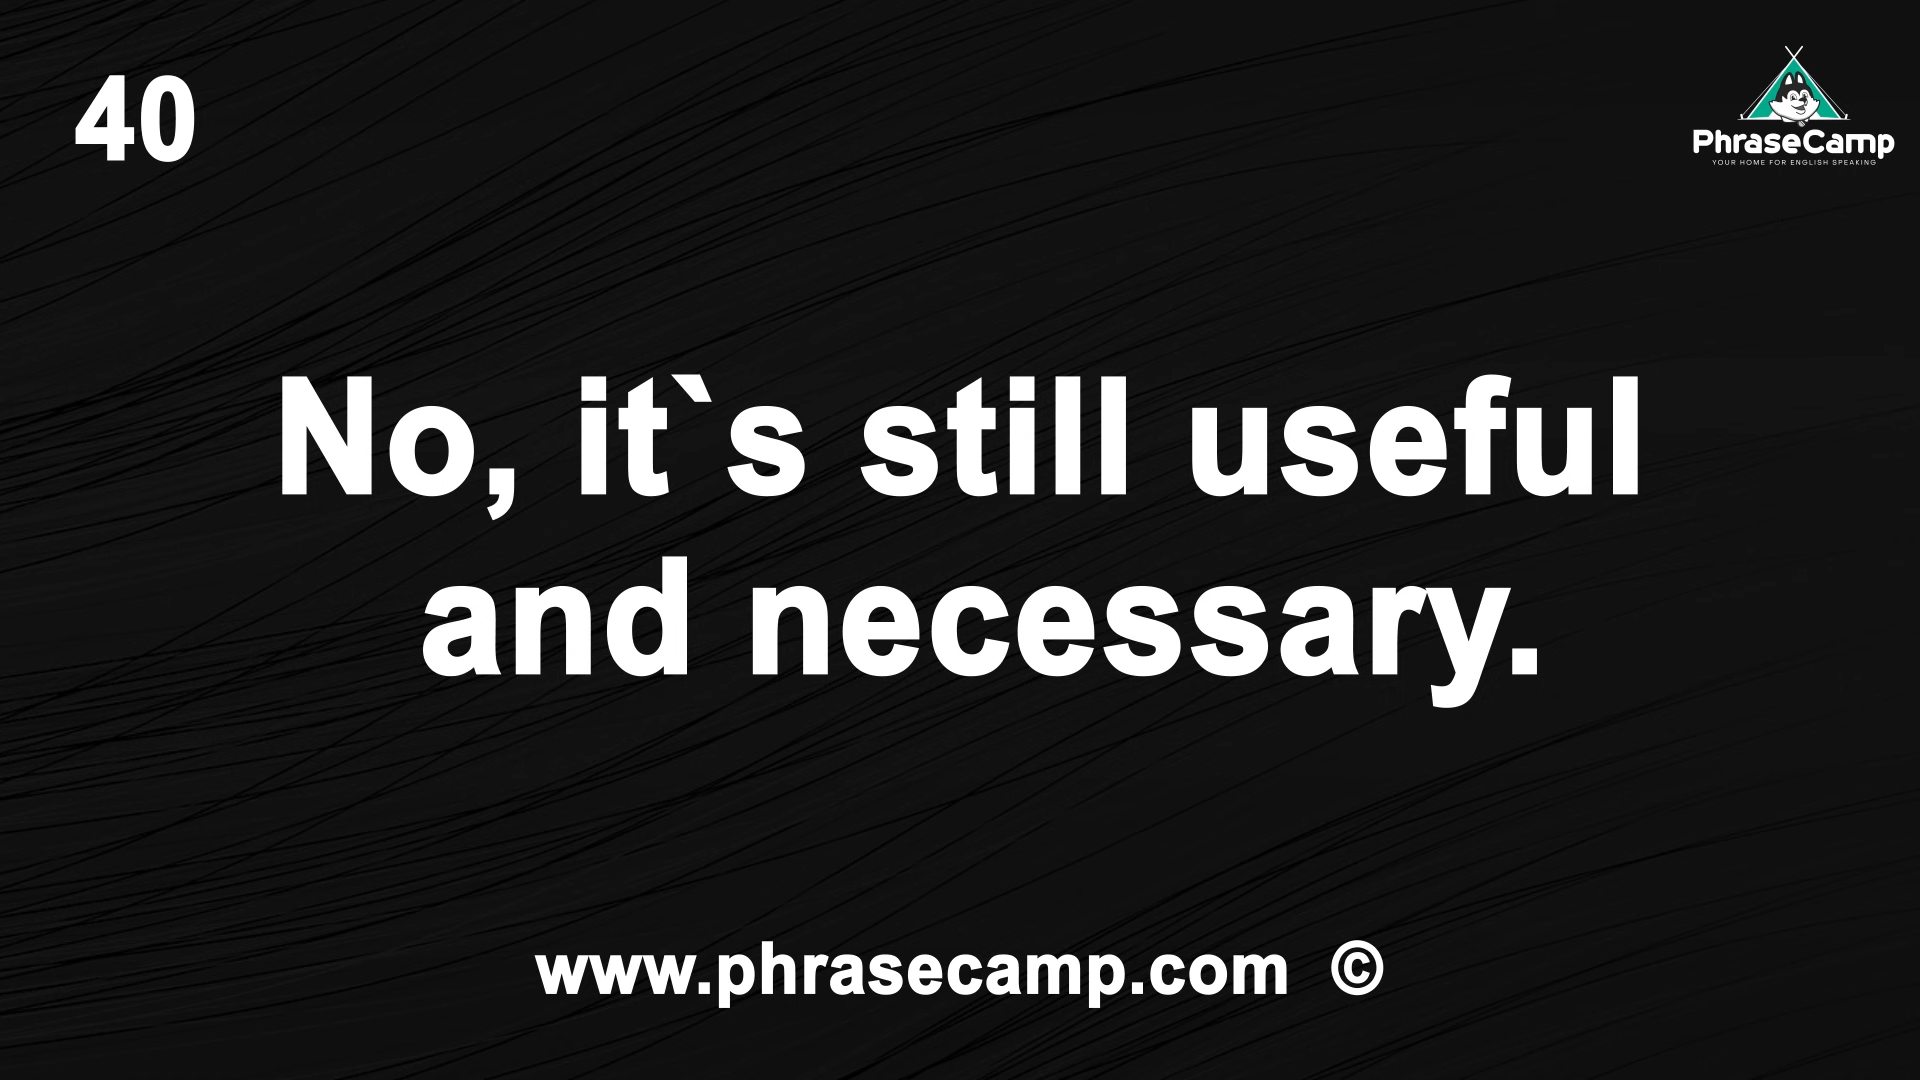 40
PhraseCamp
YOUR HOME FOR ENGLISH SPEAKING
No, it`s still useful
and necessary.
www.phrasecamp.com ©